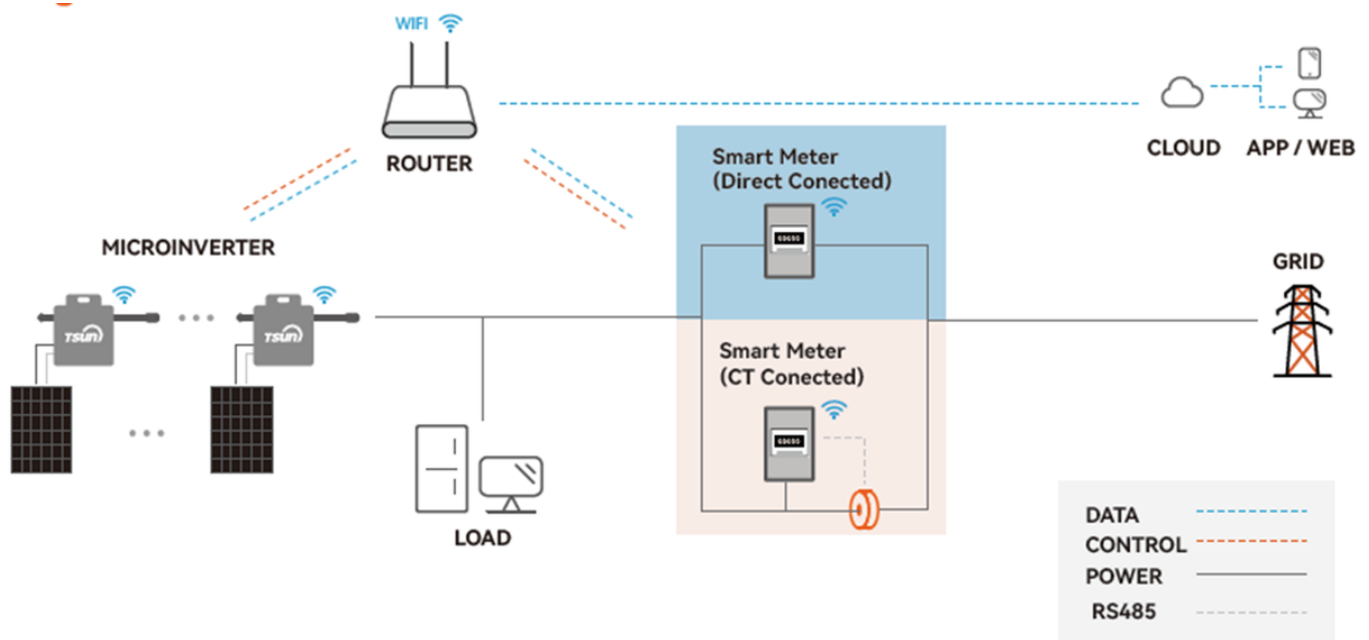 WIFI
ROUTER
CLOUD
APP / WEB
Smart Meter
(Direct Conected)
MICROINVERTER
GRID
TSUN
TSUN
Smart Meter
(CT Conected)
LOAD
DATA
CONTROL
POWER
RS485